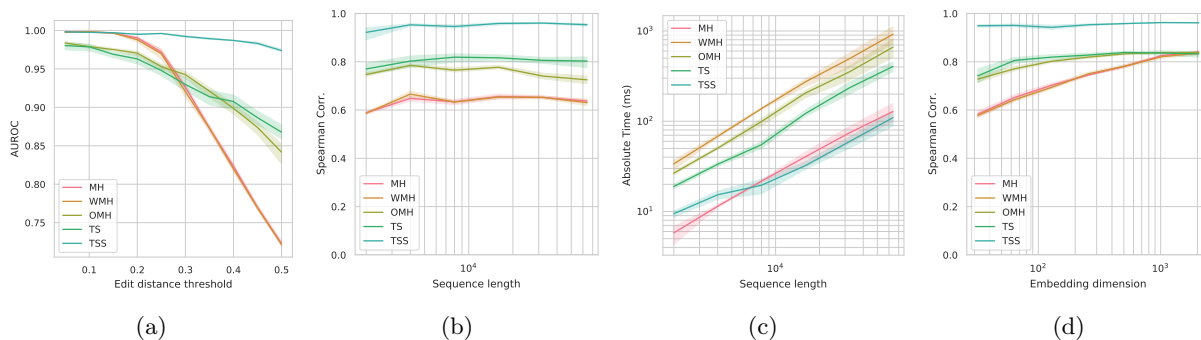 1.00
0.95
0.90
0.85
0.80
0.75
AUROC
MH
WMH
OMH
TS
TSS
0.1 0.2 0.3 0.4 0.5
Edit distance threshold
(a)
1.0
0.8
0.6
0.4
0.2
0.0
Spearman Corr.
MH
WMH
OMH
TS
TSS
10^4
Sequence length
(b)
10^3
10^2
10^1
Absolute Time (ms)
MH
WMH
OMH
TS
TSS
10^4
Sequence length
(c)
1.0
0.8
0.6
0.4
0.2
0.0
Spearman Corr.
MH
WMH
OMH
TS
TSS
10^2 10^3
Embedding dimension
(d)